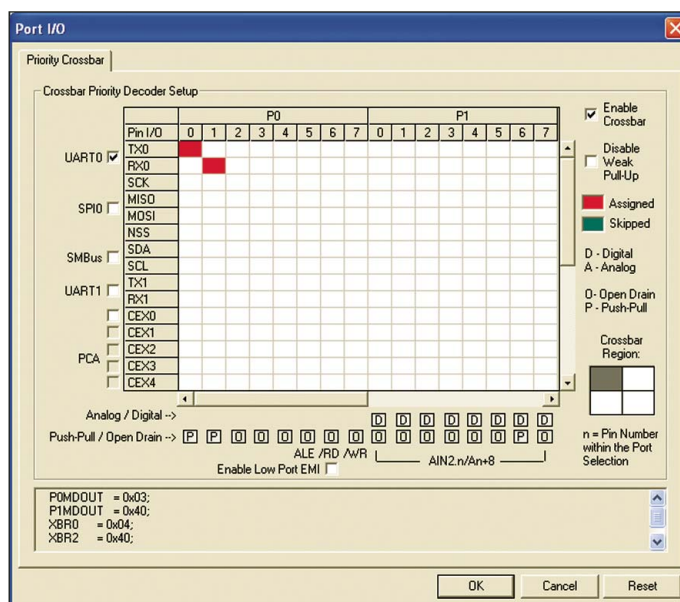 Port I/O
Priority Crossbar
Crossbar Priority Decoder Setup
P0 P1
Pin I/O 0 1 2 3 4 5 6 7 0 1 2 3 4 5 6 7
UART0 TX0
RX0
SCK
SPI0 MISO
MOSI
NSS
SMBus SDA
SCL
UART1 TX1
RX1
CEX0
CEX1
PCA CEX2
CEX3
CEX4
Enable
Crossbar
Disable
Weak
Pull-Up
Assigned
Skipped
D - Digital
A - Analog
O- Open Drain
P - Push-Pull
Crossbar
Region:
n = Pin Number
within the Port
Selection
Analog / Digital --> D D D D D D D D
Push-Pull / Open Drain --> P P O O O O O O O O O O O O P O
ALE /RD /WR
Enable Low Port EMI
AIN2.n/An+8
P0MDOUT = 0x03;
P1MDOUT = 0x40;
XBR0 = 0x04;
XBR2 = 0x40;
OK Cancel Reset